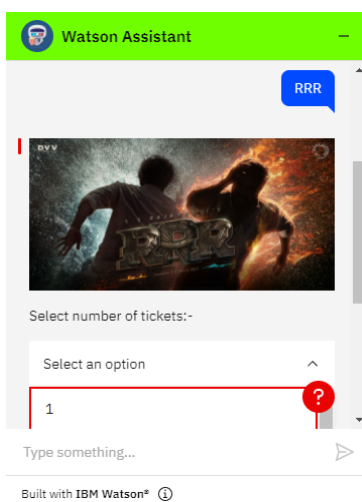 Watson Assistant
RRR
DVV
RRR
Select number of tickets:-
Select an option
?
1
Type something...
Built with IBM Watson®